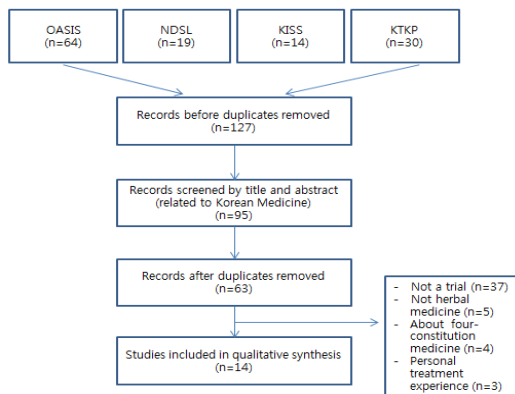 OASIS
(n=64)
NDSL
(n=19)
KISS
(n=14)
KTKP
(n=30)
Records before duplicates removed
(n=127)
Records screened by title and abstract
(related to Korean Medicine)
(n=95)
Records after duplicates removed
(n=63)
- Not a trial (n=37)
- Not herbal
medicine (n=5)
- About four-
constitution
medicine (n=4)
- Personal
treatment
experience (n=3)
Studies included in qualitative synthesis
(n=14)